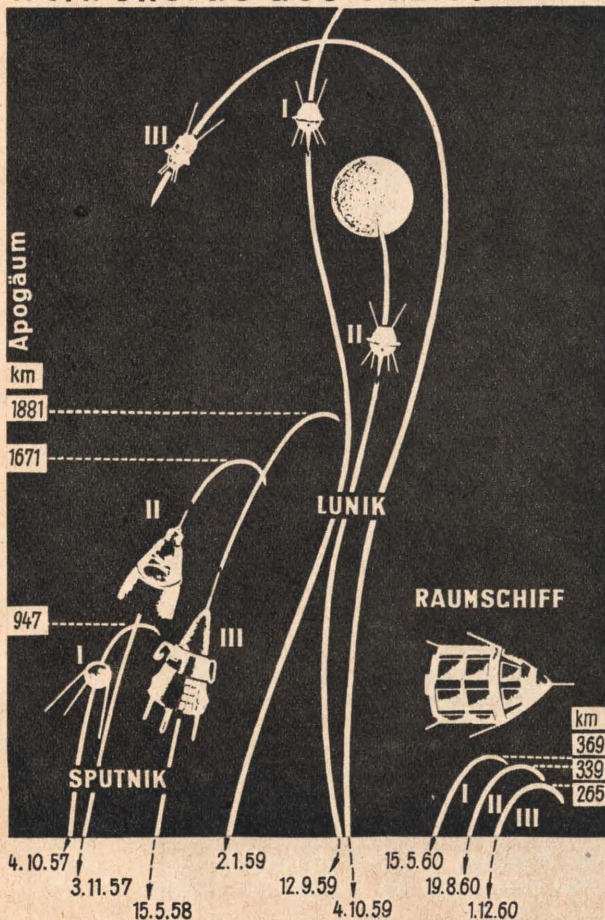 III
I
Apogäum
II
km
1881
1671
LUNIK
II
RAUMSCHIFF
947
I
III
km
369
339
I
II
265
III
SPUTNIK
4.10.57
2.1.59
15.5.60
3.11.57
12.9.59
19.8.60
15.5.58
4.10.59
1.12.60